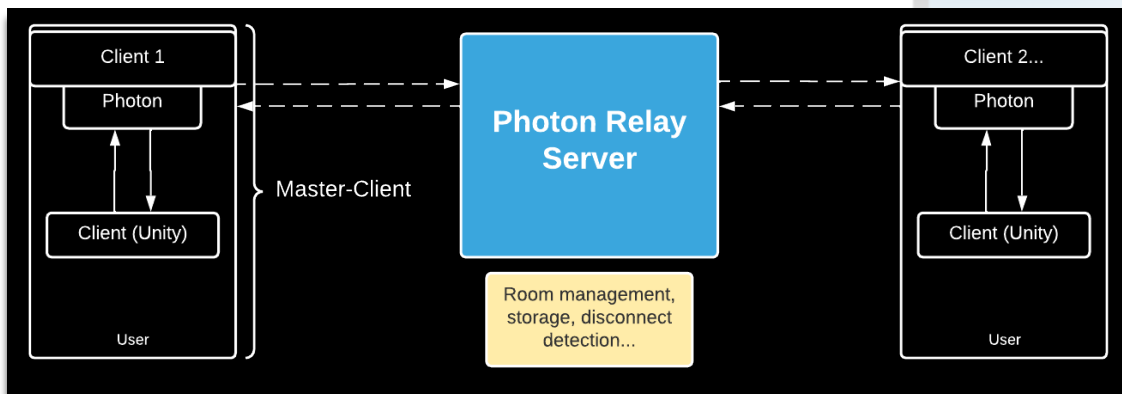 Client 1
Photon
Client (Unity)
User
Master-Client
Photon Relay
Server
Room management,
storage, disconnect
detection...
Client 2...
Photon
Client (Unity)
User